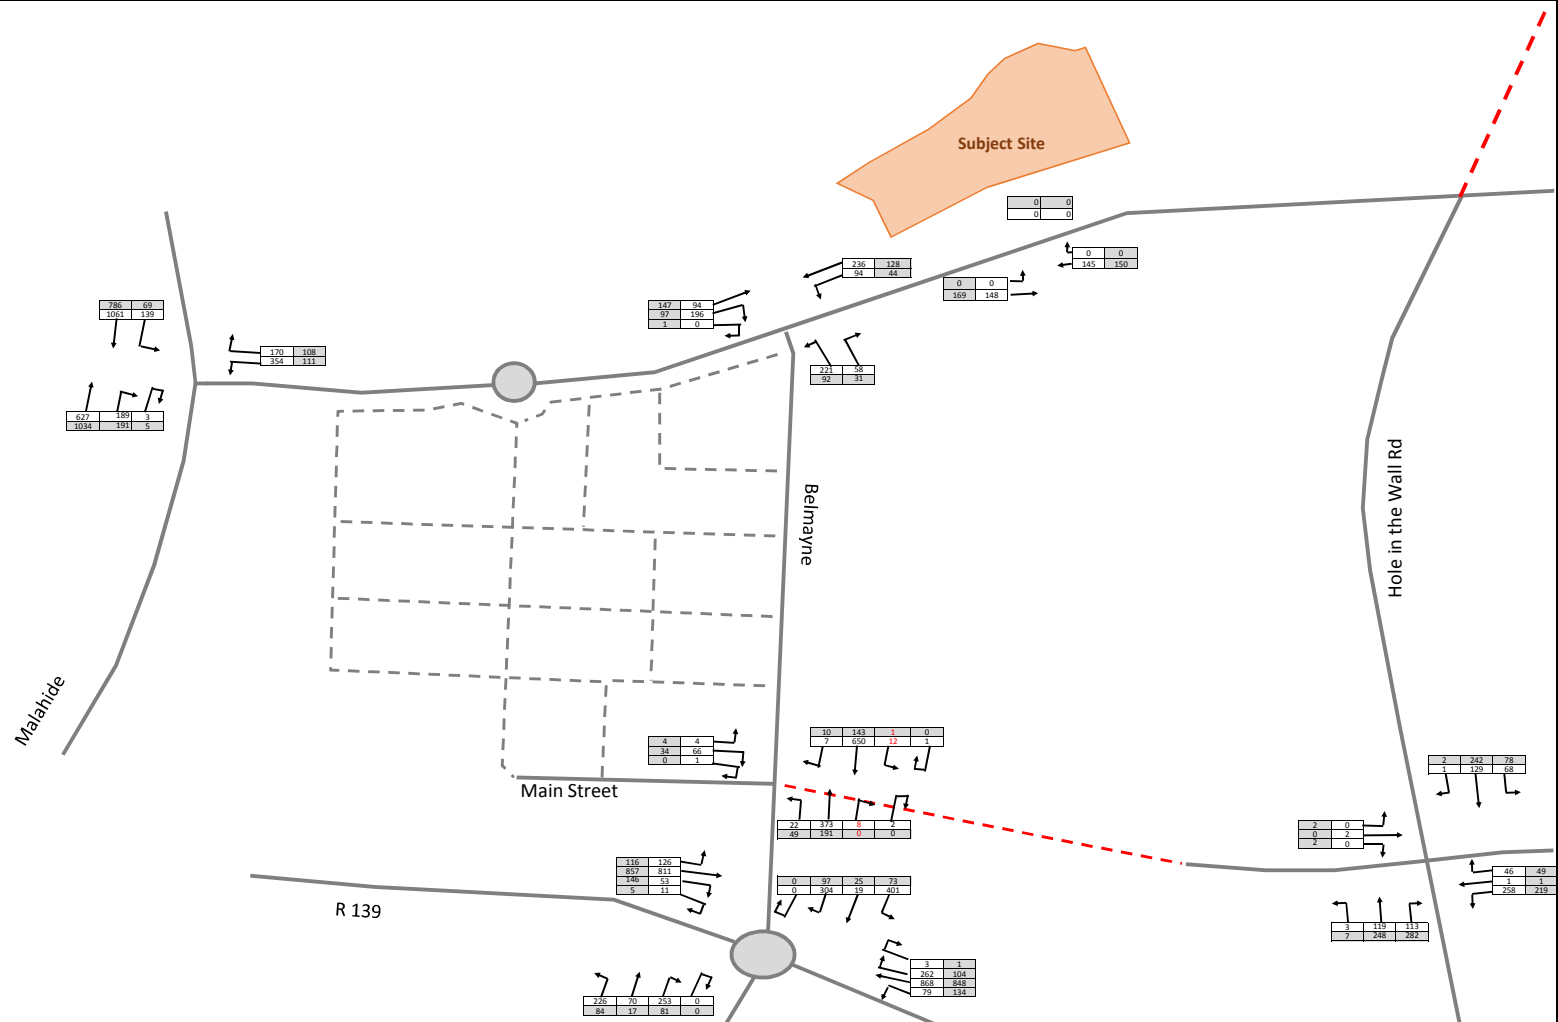 Subject Site
0 0
0 0
0 0
145 150
236 128
94 44
0 0
169 148
147 94
97 196
1 0
786 69
1061 139
170 108
354 111
221 58
92 31
627 189 3
1034 191 5
Belmayne
Hole in the Wall Rd
Malahide
10 143 1 0
7 650 12 1
4 4
34 66
0 1
Main Street
2 242 78
1 129 68
22 373 8 2
49 191 0 0
2 0
0 2
2 0
116 126
857 811
146 53
5 11
46 49
1 1
258 219
0 97 25 73
0 304 19 401
R 139
3 119 113
7 248 282
3 1
262 104
868 848
79 134
226 70 253 0
84 17 81 0